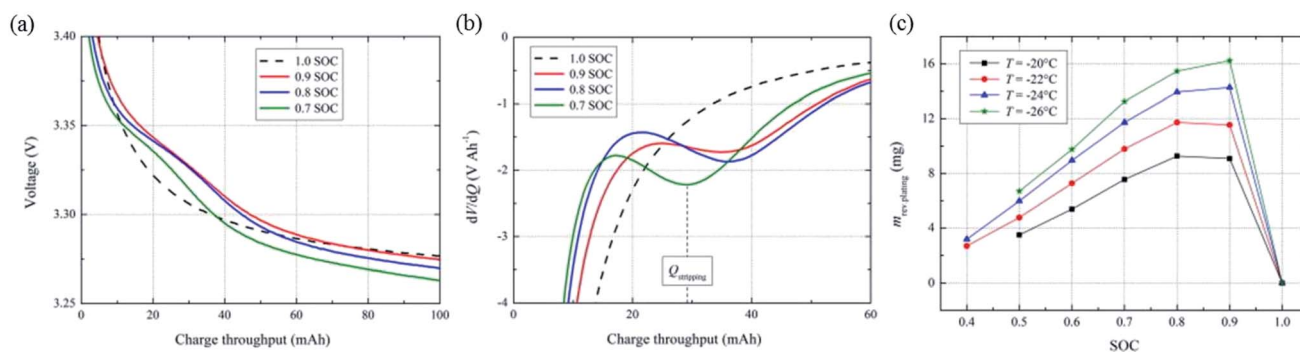 (a)
3.40
3.35
3.30
3.25
Voltage (V)
1.0 SOC
0.9 SOC
0.8 SOC
0.7 SOC
0
20
40
60
80
100
Charge throughput (mAh)
(b)
0
-1
-2
-3
-4
dV/dQ (V Ah⁻¹)
1.0 SOC
0.9 SOC
0.8 SOC
0.7 SOC
Qstripping
0
20
40
60
Charge throughput (mAh)
(c)
16
12
8
4
0
mrev platng (mg)
T = -20°C
T = -22°C
T = -24°C
T = -26°C
0.4
0.5
0.6
0.7
0.8
0.9
1.0
SOC